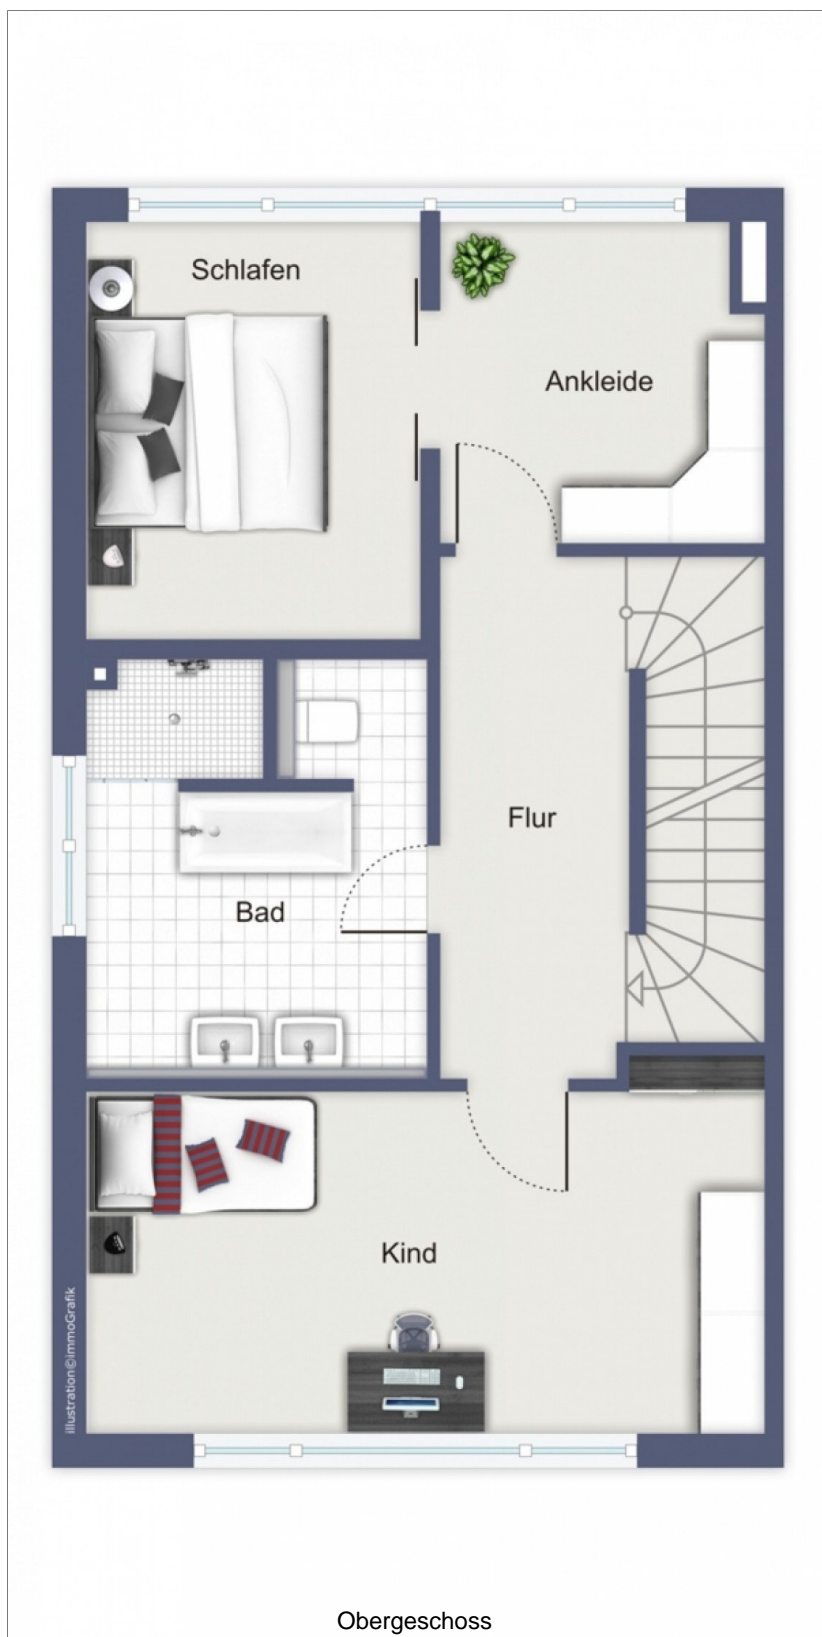 Schlafen
Ankleide
Flur
Bad
Kind
illustration©immoGrafik
Obergeschoss